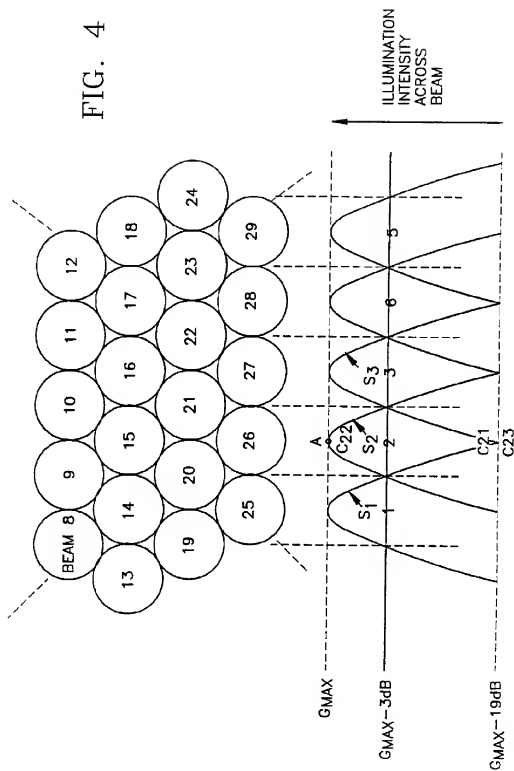 FIG. 4
BEAM 8 9 10 11 12
13 14 15 16 17 18
19 20 21 22 23 24
25 26 27 28 29
GMAX
GMAX-3dB
GMAX-19dB
A
C22
S1 S2 S3
1 2 3 6 5
C21
C23
ILLUMINATION
INTENSITY
ACROSS
BEAM